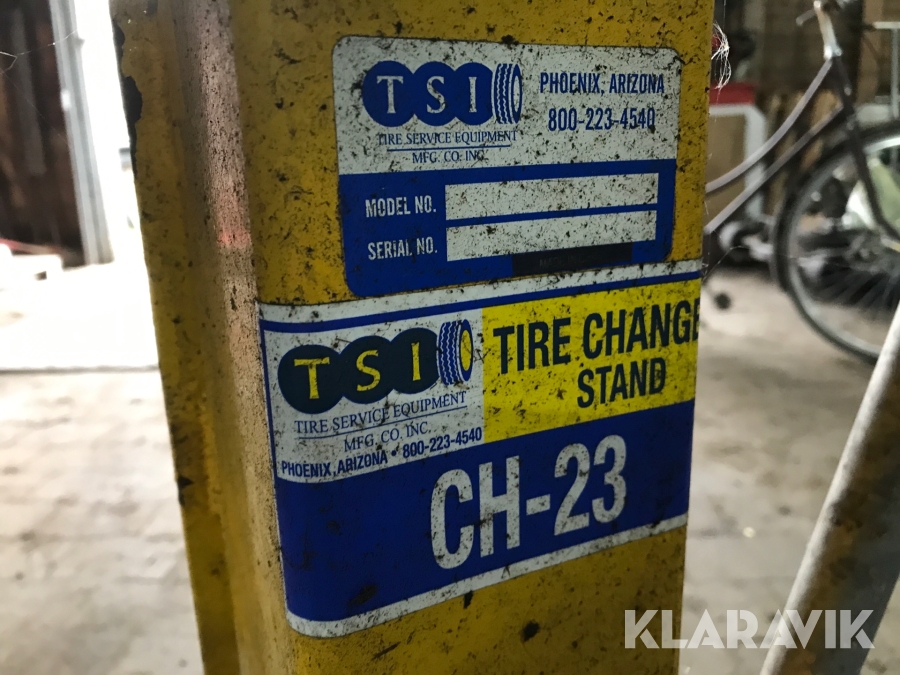 TSI
PHOENIX, ARIZONA
800-223-4540
TIRE SERVICE EQUIPMENT
MFG. CO. INC.
MODEL NO.
SERIAL NO.
TSI
TIRE SERVICE EQUIPMENT
MFG. CO. INC.
PHOENIX, ARIZONA • 800-223-4540
TIRE CHANGE
STAND
CH-23
KLARAVIK